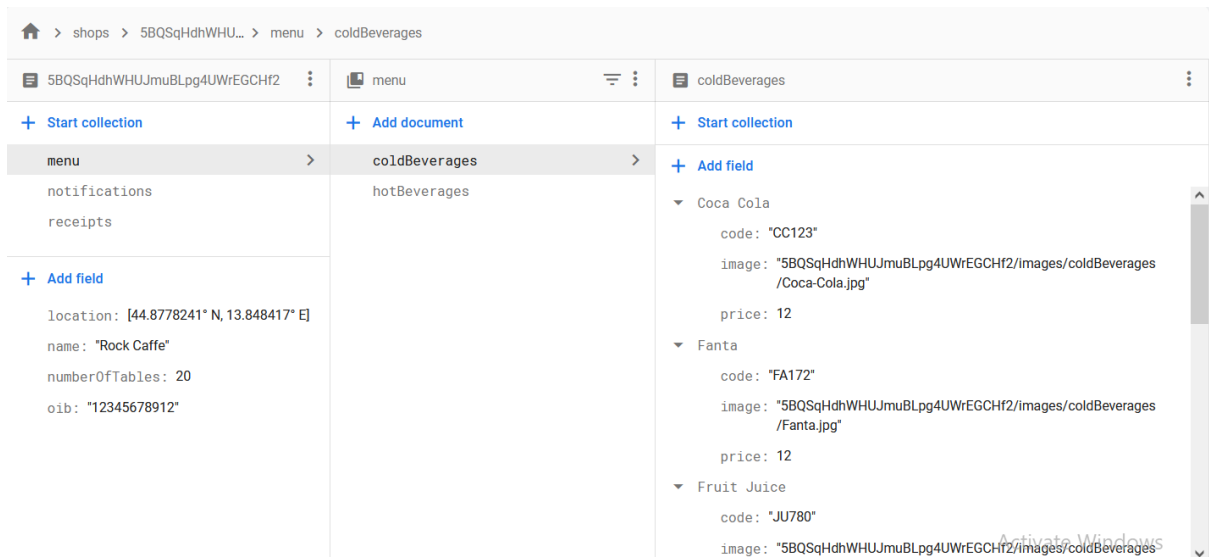 shops > 5BQSqHdhWHU... > menu > coldBeverages
5BQSqHdhWHUJmuBLpg4UWrEGCHf2
+ Start collection
menu
notifications
receipts
+ Add field
location: [44.8778241° N, 13.848417° E]
name: "Rock Caffe"
numberOfTables: 20
oib: "12345678912"
menu
+ Add document
coldBeverages
hotBeverages
coldBeverages
+ Start collection
+ Add field
Coca Cola
code: "CC123"
image: "5BQSqHdhWHUJmuBLpg4UWrEGCHf2/images/coldBeverages
/Coca-Cola.jpg"
price: 12
Fanta
code: "FA172"
image: "5BQSqHdhWHUJmuBLpg4UWrEGCHf2/images/coldBeverages
/Fanta.jpg"
price: 12
Fruit Juice
code: "JU780"
image: "5BQSqHdhWHUJmuBLpg4UWrEGCHf2/images/coldBeverages
Activate Windows